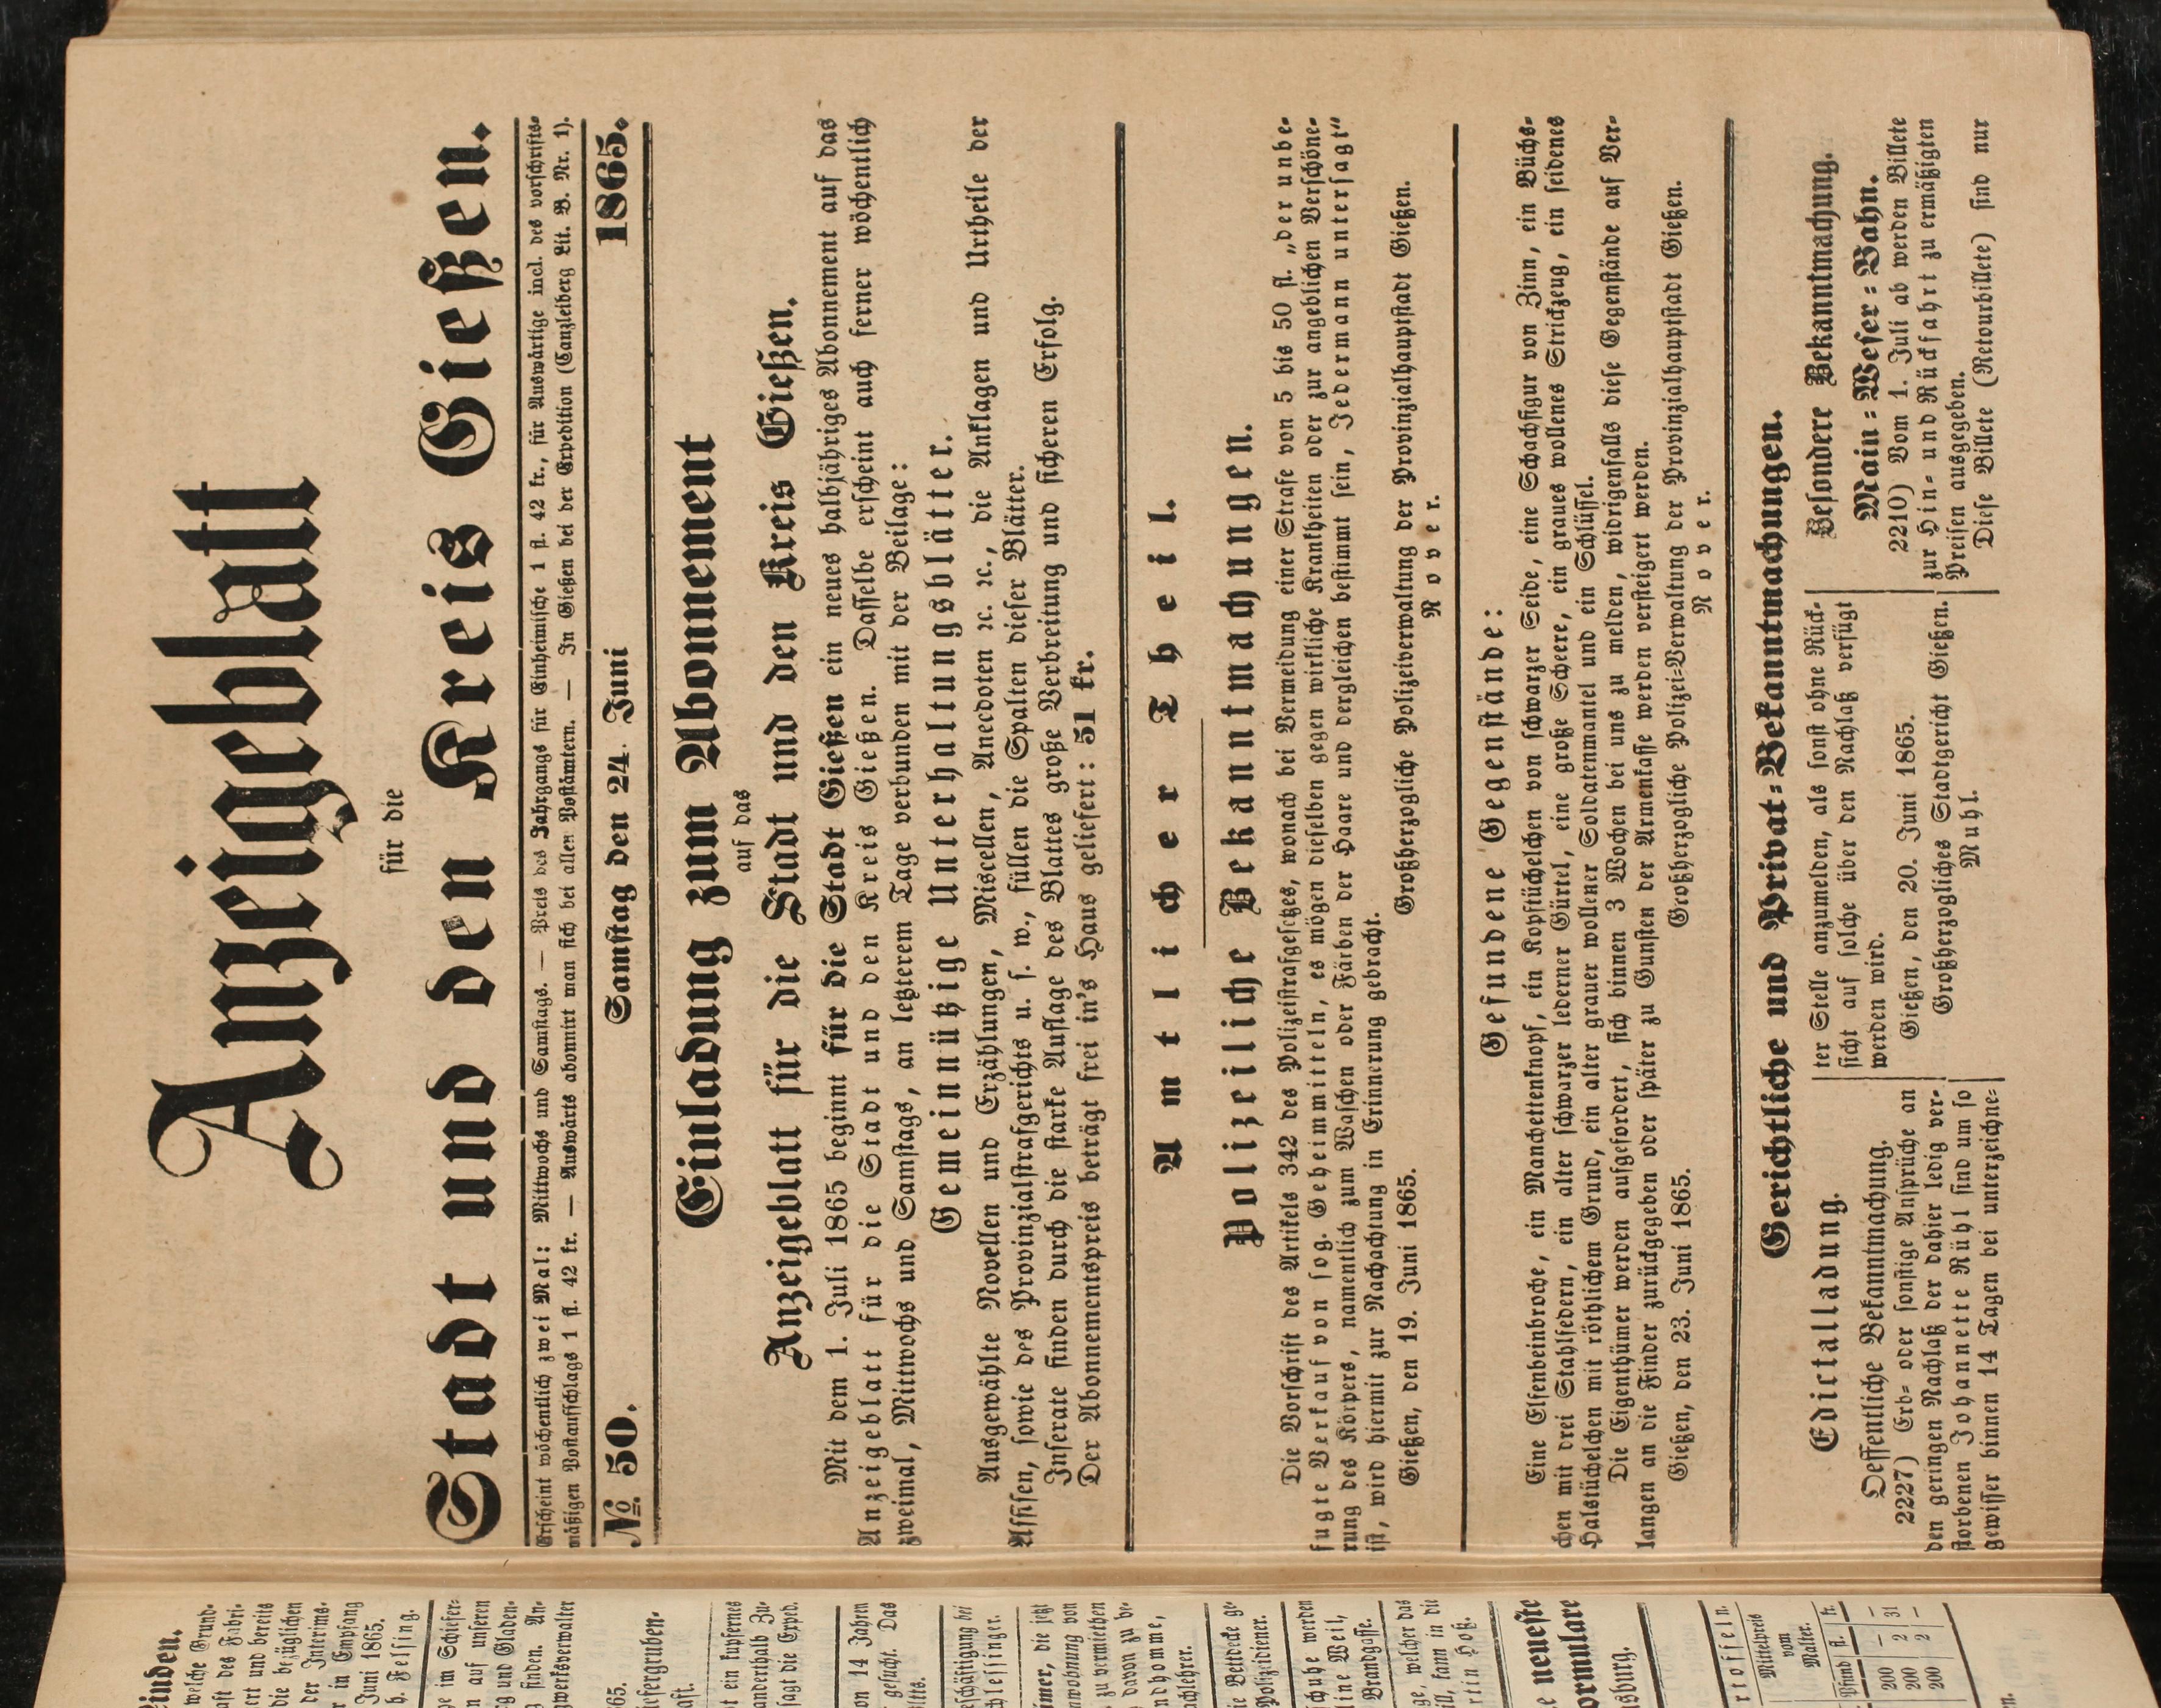 Anzeigeblatt
für die
Stadt und den Kreis Gießen.
Erscheint wöchentlich zwei Mal: Mittwochs und Samstags. — Preis des Jahrgangs für Einheimische 1 fl. 42 kr., für Auswärtige incl. des vorschrifts-
mäßigen Postaufschlags 1 fl. 42 kr. — Auswärts abonnirt man sich bei allen Postämtern. — In Gießen bei der Expedition (Canzleiberg Lit. B. Nr. 1).
No. 50. Samstag den 24. Juni 1865.
Einladung zum Abonnement
auf das
Anzeigeblatt für die Stadt und den Kreis Gießen.
Mit dem 1. Juli 1865 beginnt für die Stadt Gießen ein neues halbjähriges Abonnement auf das
Anzeigeblatt für die Stadt und den Kreis Gießen. Dasselbe erscheint auch ferner wöchentlich
zweimal, Mittwochs und Samstags, an letzterem Tage verbunden mit der Beilage:
Gemeinnützige Unterhaltungsblätter.
Ausgewählte Novellen und Erzählungen, Miscellen, Anecdoten ꝛc. ꝛc., die Anklagen und Urtheile der
Assisen, sowie des Provinzialstrafgerichts u. s. w., füllen die Spalten dieser Blätter.
Inserate finden durch die starke Auflage des Blattes große Verbreitung und sicheren Erfolg.
Der Abonnementspreis beträgt frei in's Haus geliefert: 51 kr.
Amtlicher Theil.
Polizeiliche Bekanntmachungen.
Die Vorschrift des Artikels 342 des Polizeistrafgesetzes, wonach bei Vermeidung einer Strafe von 5 bis 50 fl. „der unbe-
fugte Verkauf von sog. Geheimmitteln, es mögen dieselben gegen wirkliche Krankheiten oder zur angeblichen Verschöne-
rung des Körpers, namentlich zum Waschen oder Färben der Haare und dergleichen bestimmt sein, Jedermann untersagt“
ist, wird hiermit zur Nachachtung in Erinnerung gebracht.
Gießen, den 19. Juni 1865. Großherzogliche Polizeiverwaltung der Provinzialhauptstadt Gießen.
Nover.
Gefundene Gegenstände:
Eine Elfenbeinbroche, ein Manchettenknopf, ein Kopftüchelchen von schwarzer Seide, eine Schachfigur von Zinn, ein Büchs-
chen mit drei Stahlfedern, ein alter schwarzer lederner Gürtel, eine große Scheere, ein graues wollenes Strickzeug, ein seidenes
Halstüchelchen mit röthlichem Grund, ein alter grauer wollener Soldatenmantel und ein Schlüssel.
Die Eigenthümer werden aufgefordert, sich binnen 3 Wochen bei uns zu melden, widrigenfalls diese Gegenstände auf Ver-
langen an die Finder zurückgegeben oder später zu Gunsten der Armenkasse werden versteigert werden.
Gießen, den 23. Juni 1865. Großherzogliche Polizei-Verwaltung der Provinzialhauptstadt Gießen.
Nover.
Gerichtliche und Privat-Bekanntmachungen.
Edictalladung.
Oeffentliche Bekanntmachung.
2227) Erb- oder sonstige Ansprüche an
den geringen Nachlaß der dahier ledig ver-
storbenen Johannette Rühl sind um so
gewisser binnen 14 Tagen bei unterzeichne-
ter Stelle anzumelden, als sonst ohne Rück-
sicht auf solche über den Nachlaß verfügt
werden wird.
Gießen, den 20. Juni 1865.
Großherzogliches Stadtgericht Gießen.
Muhl.
Besondere Bekanntmachung.
Main-Weser-Bahn.
2210) Vom 1. Juli ab werden Billete
zur Hin- und Rückfahrt zu ermäßigten
Preisen ausgegeben.
Diese Billete (Retourbillete) sind nur